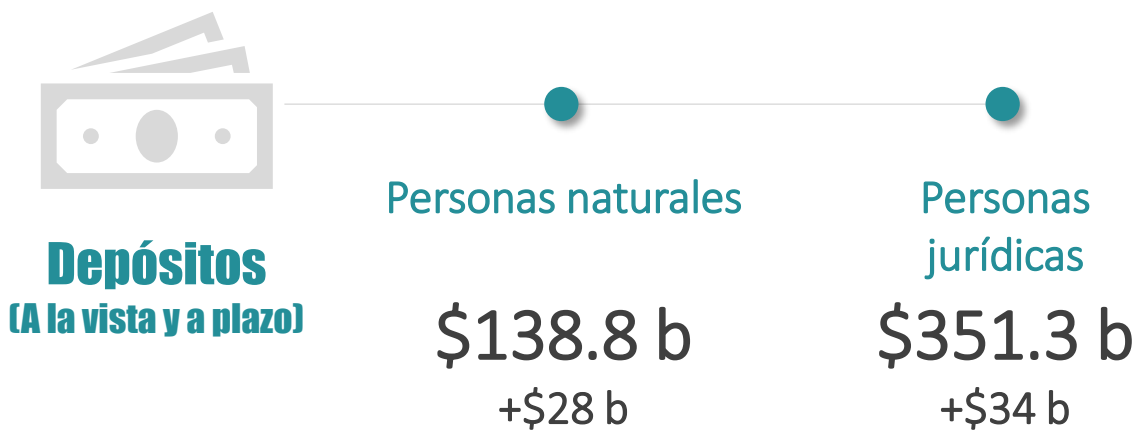 Depósitos
(A la vista y a plazo)
Personas naturales
$138.8 b
+$28 b
Personas
jurídicas
$351.3 b
+$34 b